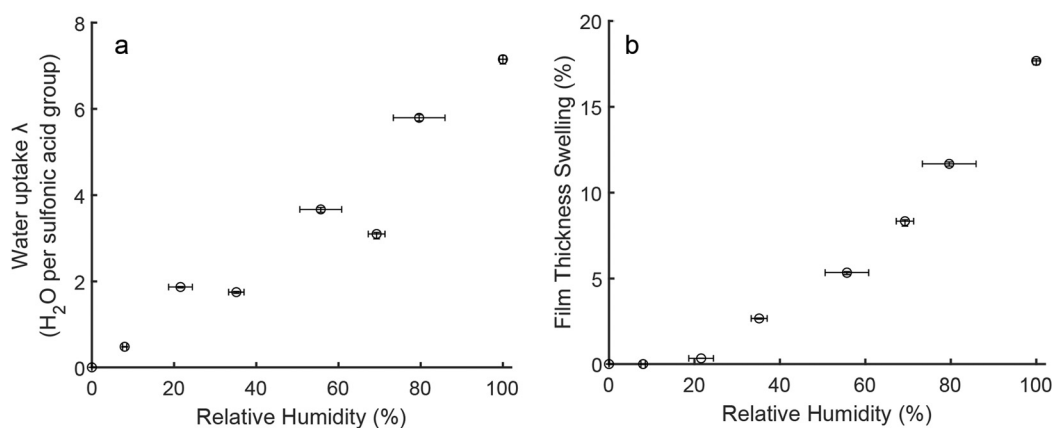 a
8
6
4
2
0
0 20 40 60 80 100
Water uptake λ
(H₂O per sulfonic acid group)
Relative Humidity (%)
b
20
15
10
5
0
0 20 40 60 80 100
Film Thickness Swelling (%)
Relative Humidity (%)